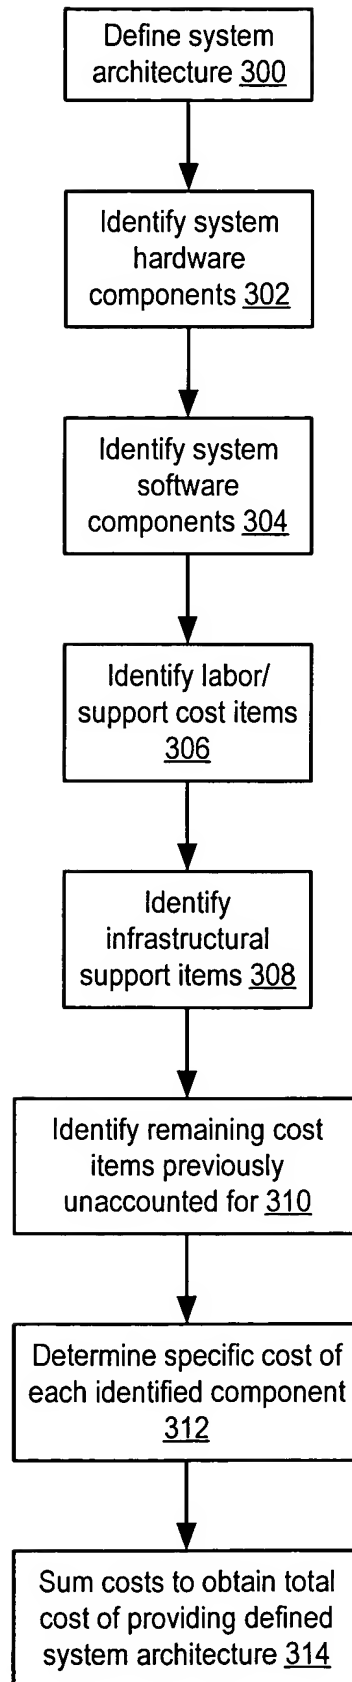 Define system
architecture 300
Identify system
hardware
components 302
Identify system
software
components 304
Identify labor/
support cost items
306
Identify
infrastructural
support items 308
Identify remaining cost
items previously
unaccounted for 310
Determine specific cost of
each identified component
312
Sum costs to obtain total
cost of providing defined
system architecture 314